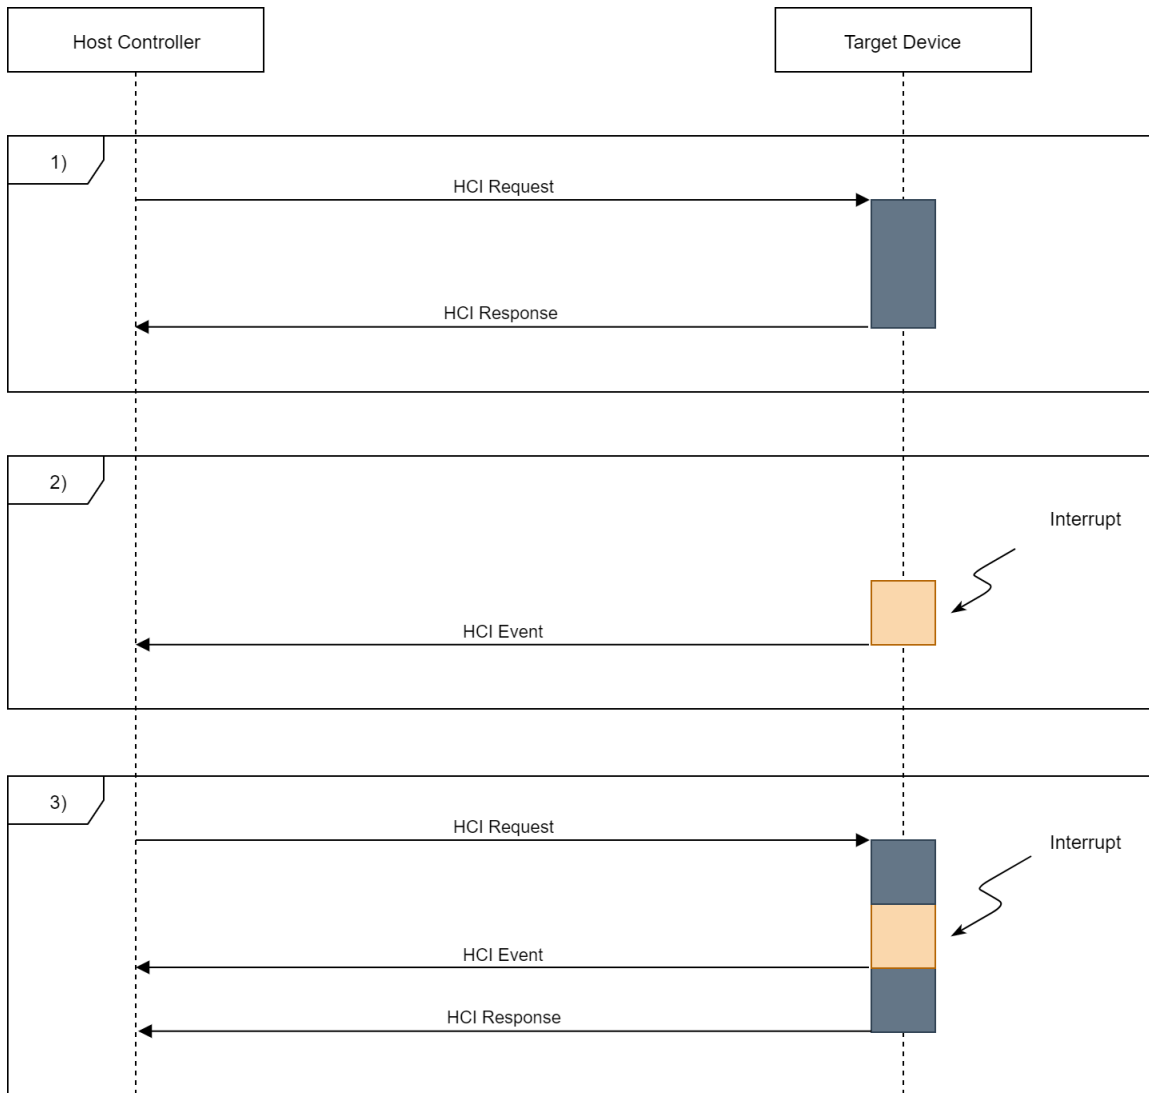 Host Controller
Target Device
1)
HCI Request
HCI Response
2)
Interrupt
HCI Event
3)
HCI Request
Interrupt
HCI Event
HCI Response